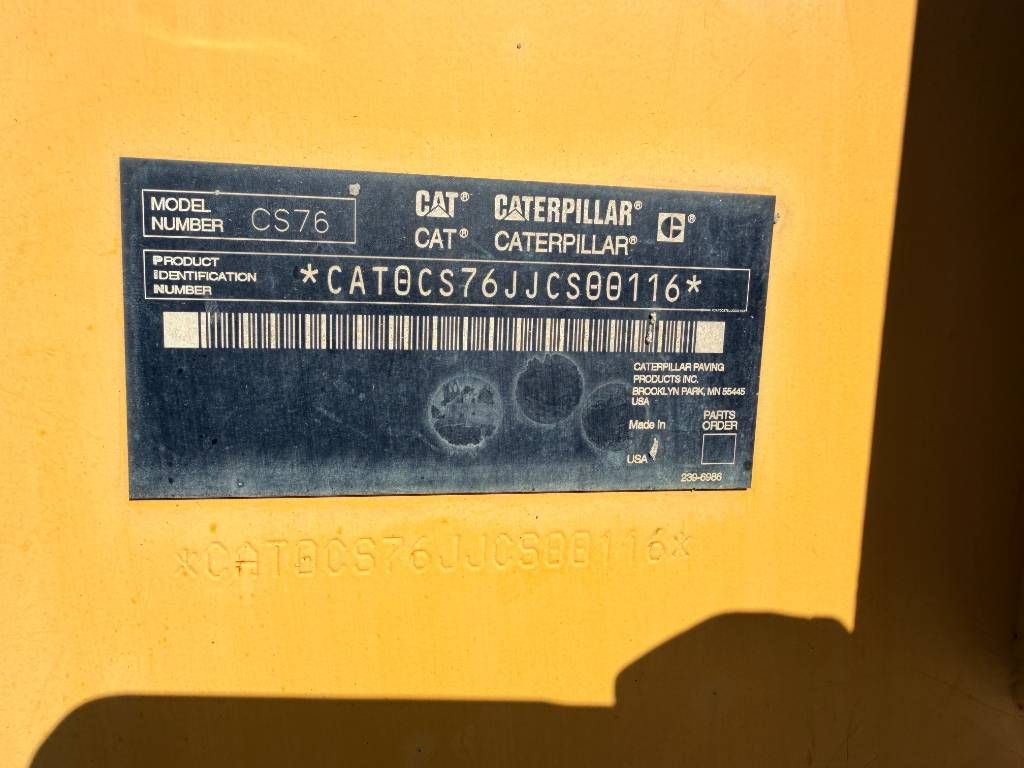 MODEL
NUMBER CS76
CAT® CATERPILLAR® ®
CAT® CATERPILLAR®
PRODUCT
IDENTIFICATION
NUMBER
*CAT0CS76JJCS00116*
CATERPILLAR PAVING
PRODUCTS INC.
BROOKLYN PARK, MN 55445
USA
Made in
USA
PARTS
ORDER
239-6986
*CAT0CS76JJCS00116*